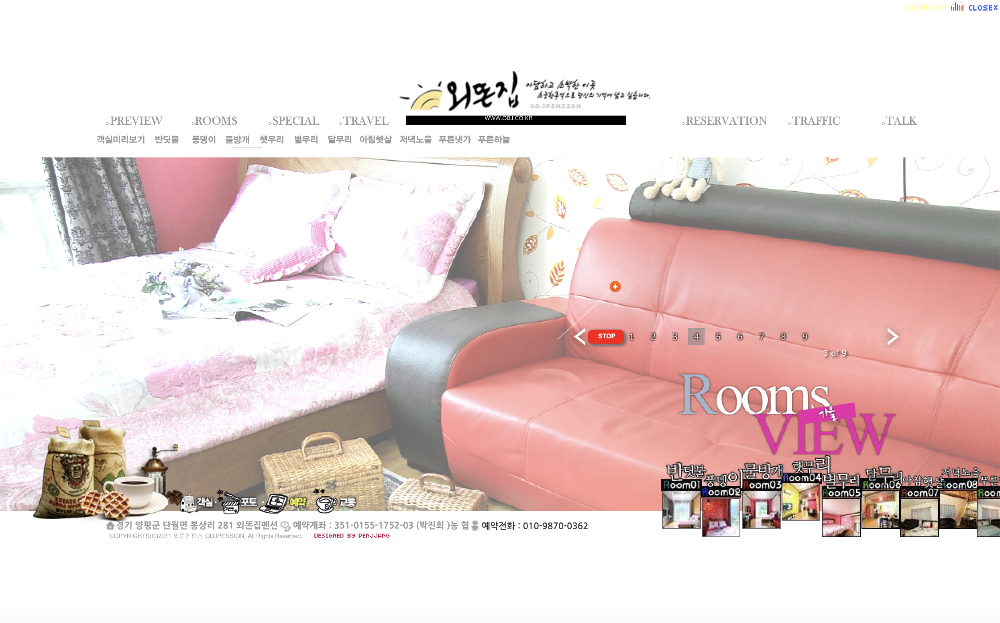 SOUND OFF CLOSEX
외똔집 아담하고 소박한 이곳
소중한추억으로 당신의 기억에 남고 싶습니다.
O.D.J.P.E.N.S.I.O.N
WWW.OBJ.CO.KR
>PREVIEW >ROOMS >SPECIAL >TRAVEL >RESERVATION >TRAFFIC >TALK
객실미리보기 반딧불 풍뎅이 물방개 햇무리 별무리 달무리 아침햇살 저녁노을 푸른냇가 푸른하늘
STOP 1 2 3 4 5 6 7 8 9
3 of 9
Rooms
가을
VIEW
반딧불 풍뎅이 물방개 햇무리 별무리 달무리 아침햇살 저녁노을 푸른
Room01 Room02 Room03 Room04 Room05 Room06 Room07 Room08 Room
ESTATE
객실· 포토 · 예약 · 교통
경기 양평군 단월면 봉상리 281 외똔집펜션 예약계좌 : 351-0155-1752-03 (박진희 )농 협 예약전화 : 010-9870-0362
COPYRIGHTS(C)2011 외똔집펜션 ODJPENSION. All Rights Reserved. DESIGNED BY PENJJANG